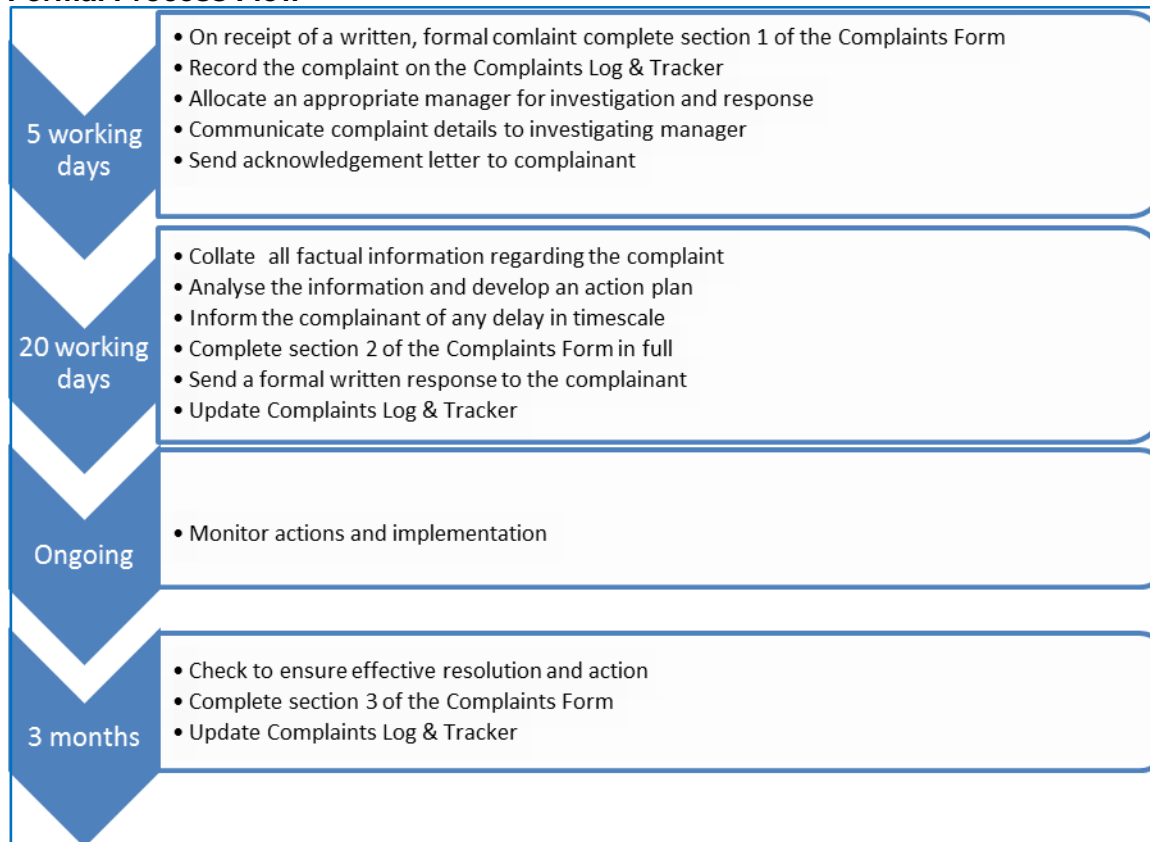 Formal Process Flow
5 working
days
• On receipt of a written, formal comlaint complete section 1 of the Complaints Form
• Record the complaint on the Complaints Log & Tracker
• Allocate an appropriate manager for investigation and response
• Communicate complaint details to investigating manager
• Send acknowledgement letter to complainant
20 working
days
• Collate all factual information regarding the complaint
• Analyse the information and develop an action plan
• Inform the complainant of any delay in timescale
• Complete section 2 of the Complaints Form in full
• Send a formal written response to the complainant
• Update Complaints Log & Tracker
Ongoing
• Monitor actions and implementation
3 months
• Check to ensure effective resolution and action
• Complete section 3 of the Complaints Form
• Update Complaints Log & Tracker